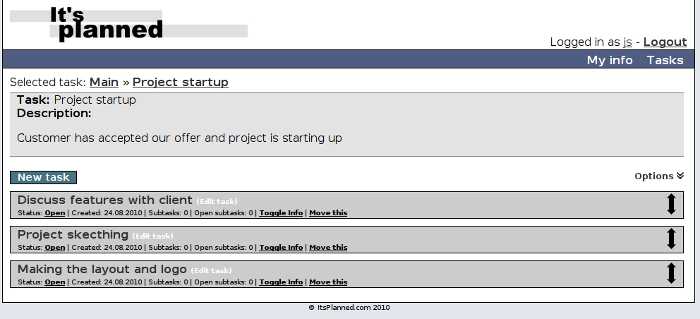 It's
planned
Logged in as js - Logout
My info Tasks
Selected task: Main » Project startup
Task: Project startup
Description:
Customer has accepted our offer and project is starting up
New task
Options
Discuss features with client (Edit task)
Status: Open | Created: 24.08.2010 | Subtasks: 0 | Open subtasks: 0 | Toggle Info | Move this
Project skecthing (Edit task)
Status: Open | Created: 24.08.2010 | Subtasks: 0 | Open subtasks: 0 | Toggle Info | Move this
Making the layout and logo (Edit task)
Status: Open | Created: 24.08.2010 | Subtasks: 0 | Open subtasks: 0 | Toggle Info | Move this
© ItsPlanned.com 2010